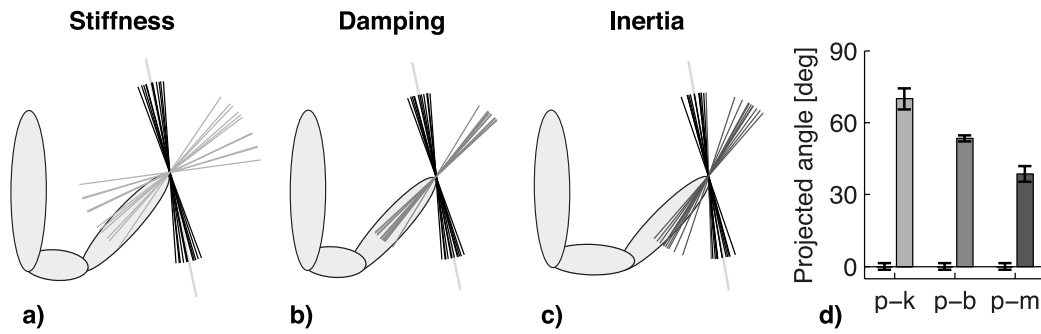 Stiffness
Damping
Inertia
a)
b)
c)
d)
Projected angle [deg]
90
60
30
0
p–k
p–b
p–m